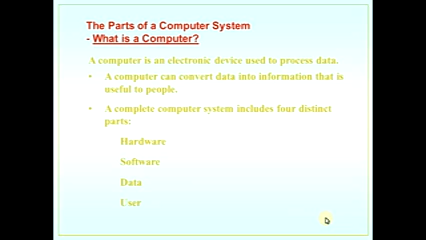 The Parts of a Computer System
- What is a Computer?
A computer is an electronic device used to process data.
• A computer can convert data into information that is
useful to people.
• A complete computer system includes four distinct
parts:
Hardware
Software
Data
User